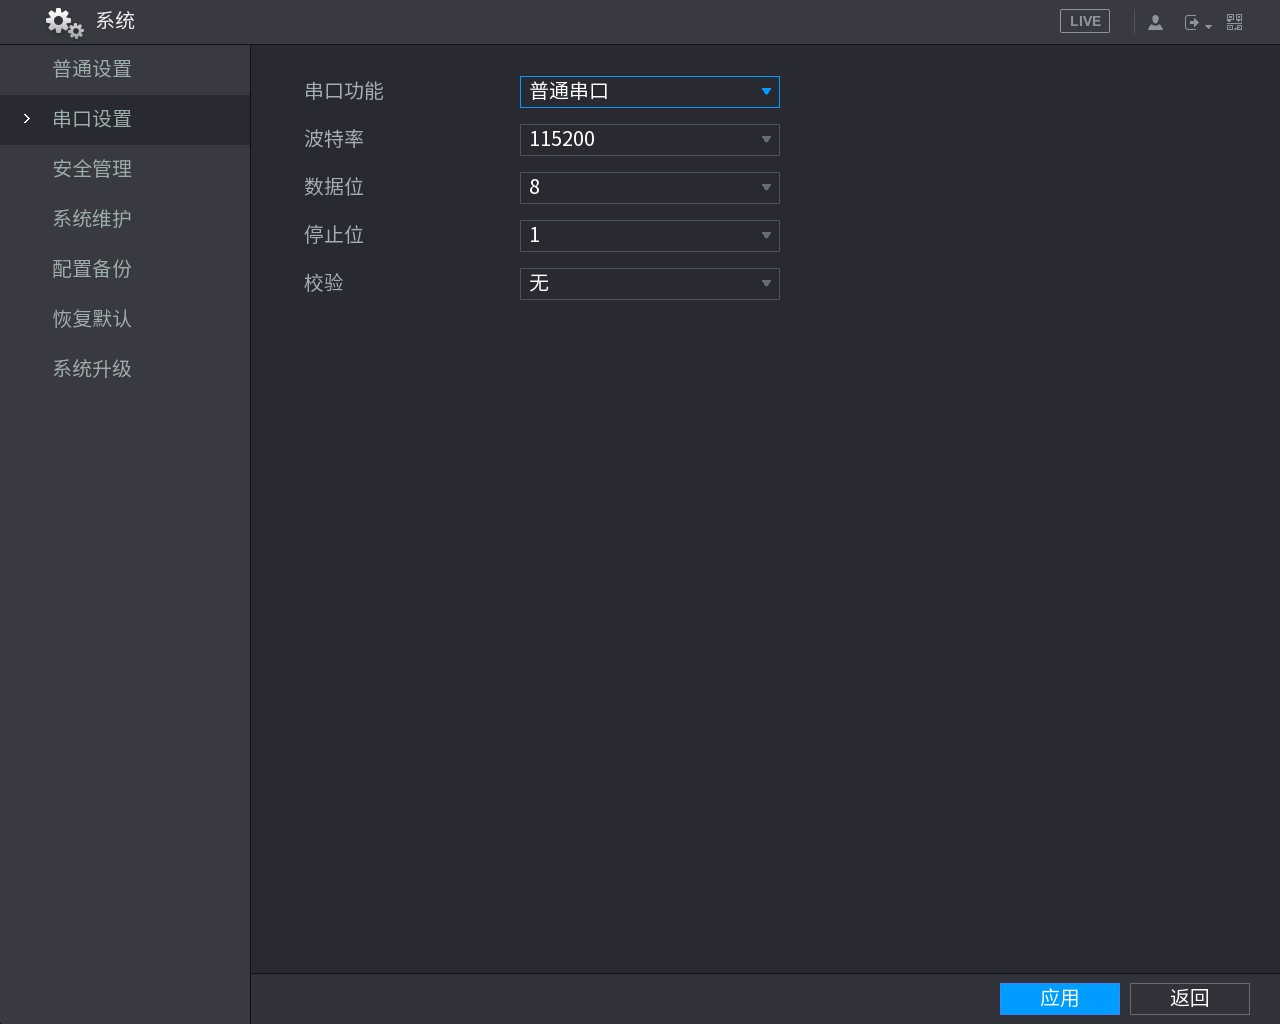 系统
LIVE
普通设置
串口设置
安全管理
系统维护
配置备份
恢复默认
系统升级
串口功能 普通串口
波特率 115200
数据位 8
停止位 1
校验 无
应用 返回